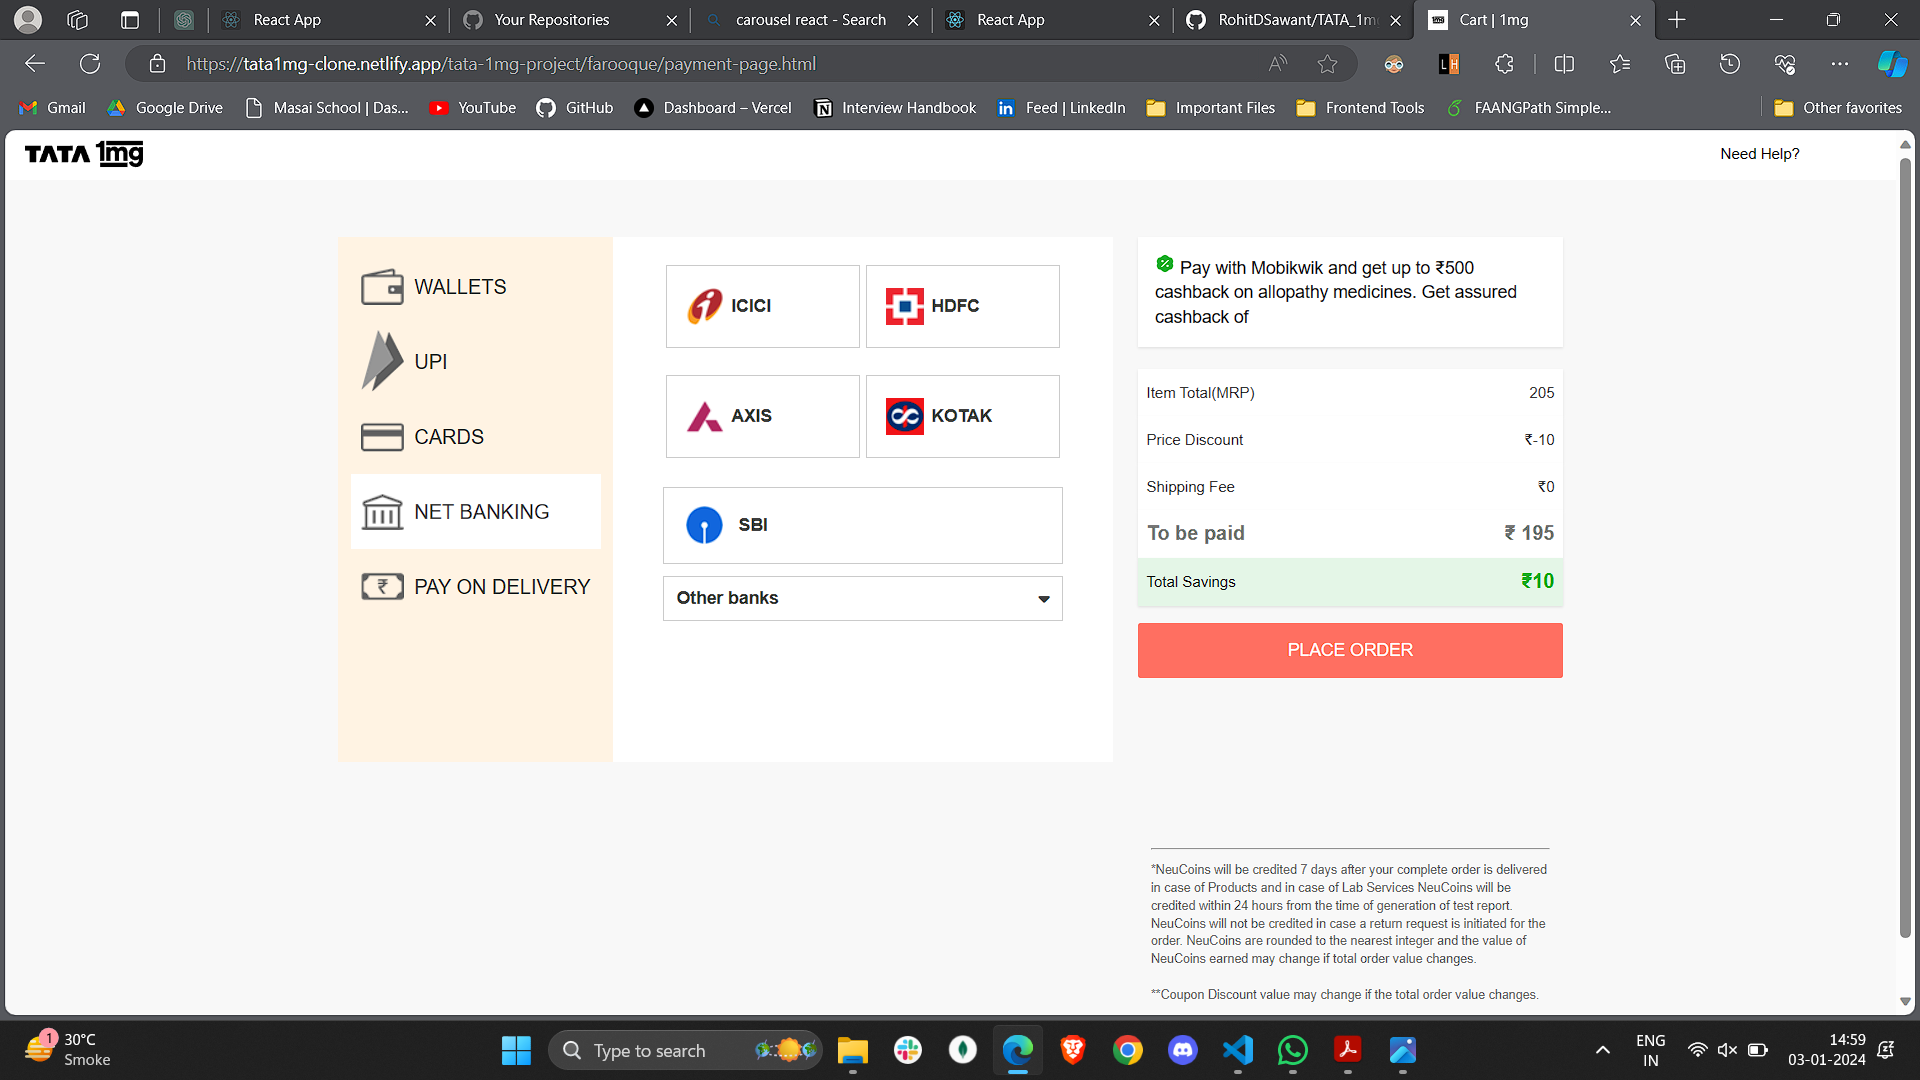 React App
Your Repositories
carousel react - Search
React App
RohitDSawant/TATA_1m
Cart | 1mg
https://tata1mg-clone.netlify.app/tata-1mg-project/farooque/payment-page.html
Gmail
Google Drive
Masai School | Das...
YouTube
GitHub
Dashboard – Vercel
Interview Handbook
Feed | LinkedIn
Important Files
Frontend Tools
FAANGPath Simple...
Other favorites
TATA 1mg
Need Help?
WALLETS
UPI
CARDS
NET BANKING
PAY ON DELIVERY
ICICI
HDFC
AXIS
KOTAK
SBI
Other banks
Pay with Mobikwik and get up to ₹500
cashback on allopathy medicines. Get assured
cashback of
Item Total(MRP) 205
Price Discount ₹-10
Shipping Fee ₹0
To be paid ₹ 195
Total Savings ₹10
PLACE ORDER
*NeuCoins will be credited 7 days after your complete order is delivered
in case of Products and in case of Lab Services NeuCoins will be
credited within 24 hours from the time of generation of test report.
NeuCoins will not be credited in case a return request is initiated for the
order. NeuCoins are rounded to the nearest integer and the value of
NeuCoins earned may change if total order value changes.
**Coupon Discount value may change if the total order value changes.
1
30°C
Smoke
Type to search
ENG
IN
14:59
03-01-2024